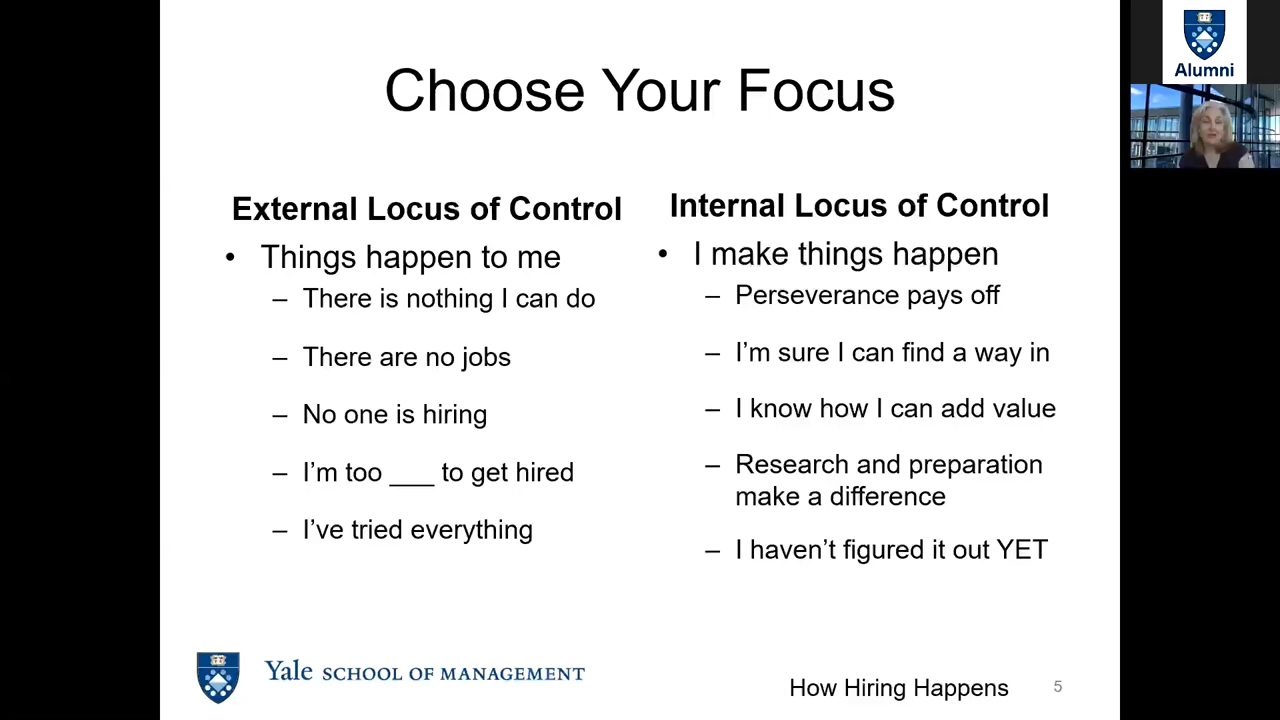 Choose Your Focus
External Locus of Control
• Things happen to me
– There is nothing I can do
– There are no jobs
– No one is hiring
– I’m too ___ to get hired
– I’ve tried everything
Internal Locus of Control
• I make things happen
– Perseverance pays off
– I’m sure I can find a way in
– I know how I can add value
– Research and preparation
make a difference
– I haven’t figured it out YET
Yale SCHOOL OF MANAGEMENT
How Hiring Happens
5
Alumni